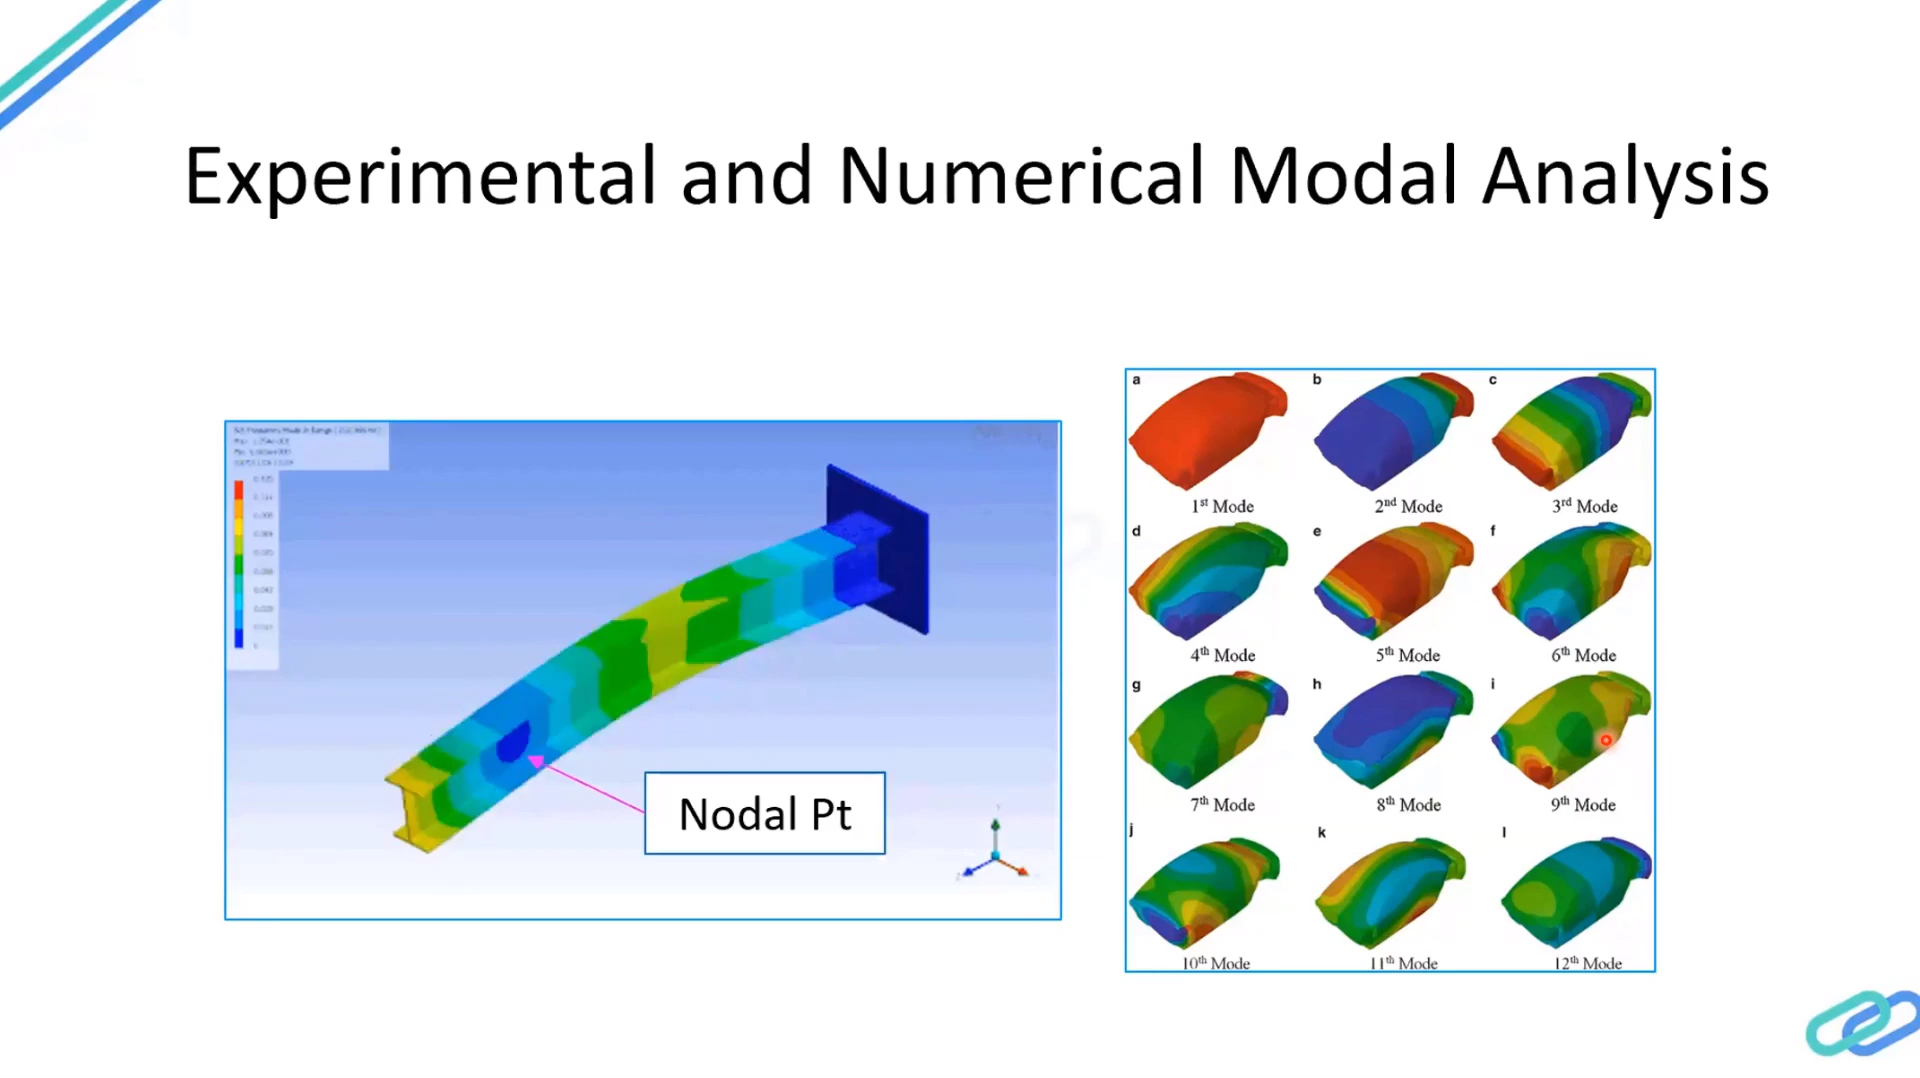 Experimental and Numerical Modal Analysis
Nodal Pt
a
b
c
1st Mode
2nd Mode
3rd Mode
d
e
f
4th Mode
5th Mode
6th Mode
g
h
i
7th Mode
8th Mode
9th Mode
j
k
l
10th Mode
11th Mode
12th Mode